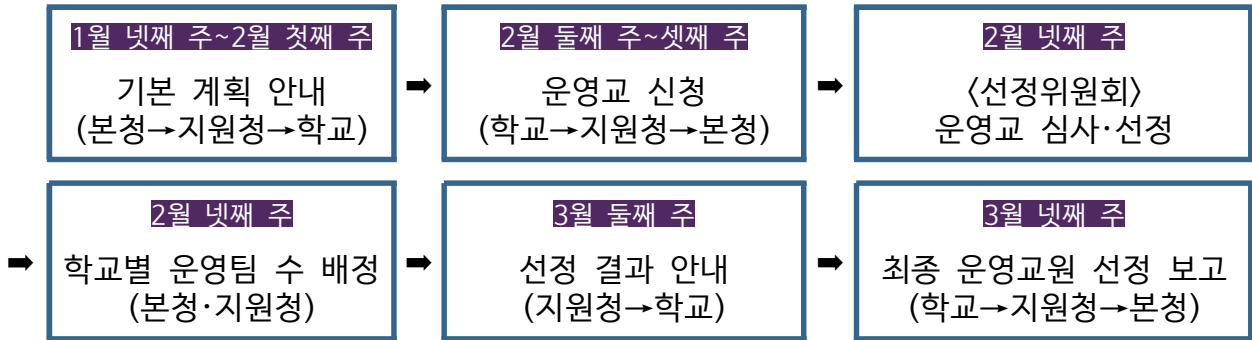 1월 넷째 주~2월 첫째 주
기본 계획 안내
(본청→지원청→학교)
➡
2월 둘째 주~셋째 주
운영교 신청
(학교→지원청→본청)
➡
2월 넷째 주
〈선정위원회〉
운영교 심사·선정
➡
2월 넷째 주
학교별 운영팀 수 배정
(본청·지원청)
➡
3월 둘째 주
선정 결과 안내
(지원청→학교)
➡
3월 넷째 주
최종 운영교원 선정 보고
(학교→지원청→본청)